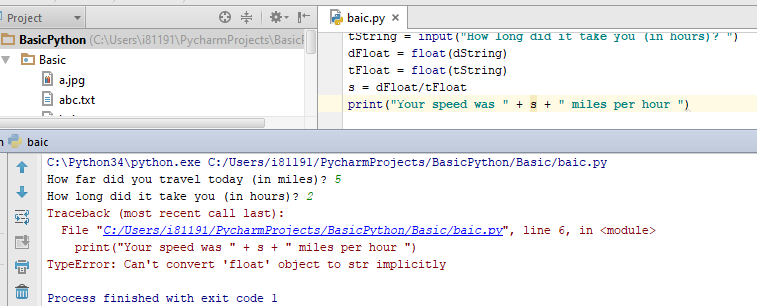 Project
BasicPython (C:\Users\i81191\PycharmProjects\BasicP
Basic
a.jpg
abc.txt
baic.py
tString = input("How long did it take you (in hours)? ")
dFloat = float(dString)
tFloat = float(tString)
s = dFloat/tFloat
print("Your speed was " + s + " miles per hour ")
baic
C:\Python34\python.exe C:/Users/i81191/PycharmProjects/BasicPython/Basic/baic.py
How far did you travel today (in miles)? 5
How long did it take you (in hours)? 2
Traceback (most recent call last):
File "C:/Users/i81191/PycharmProjects/BasicPython/Basic/baic.py", line 6, in <module>
print("Your speed was " + s + " miles per hour ")
TypeError: Can't convert 'float' object to str implicitly
Process finished with exit code 1